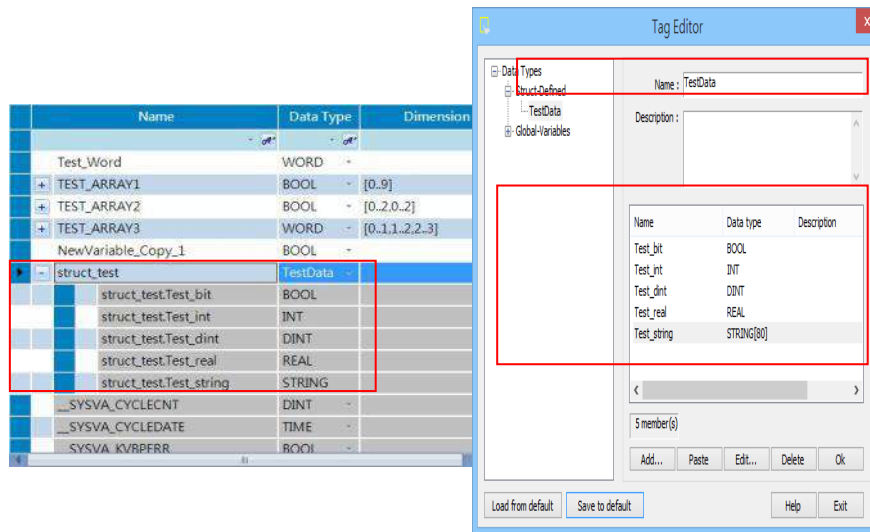 Name Data Type Dimension
Test_Word WORD
TEST_ARRAY1 BOOL [0..9]
TEST_ARRAY2 BOOL [0..2,0..2]
TEST_ARRAY3 WORD [0..1,1..2,2..3]
NewVariable_Copy_1 BOOL
struct_test TestData
struct_test.Test_bit BOOL
struct_test.Test_int INT
struct_test.Test_dint DINT
struct_test.Test_real REAL
struct_test.Test_string STRING
__SYSVA_CYCLECNT DINT
__SYSVA_CYCLEDATE TIME
__SYSVA_KVBPERR BOOL
Tag Editor
x
Data Types
Struct-Defined
TestData
Global-Variables
Name : TestData
Description :
Name Data type Description
Test_bit BOOL
Test_int INT
Test_dint DINT
Test_real REAL
Test_string STRING[80]
5 member(s)
Add... Paste Edit... Delete Ok
Load from default Save to default Help Exit